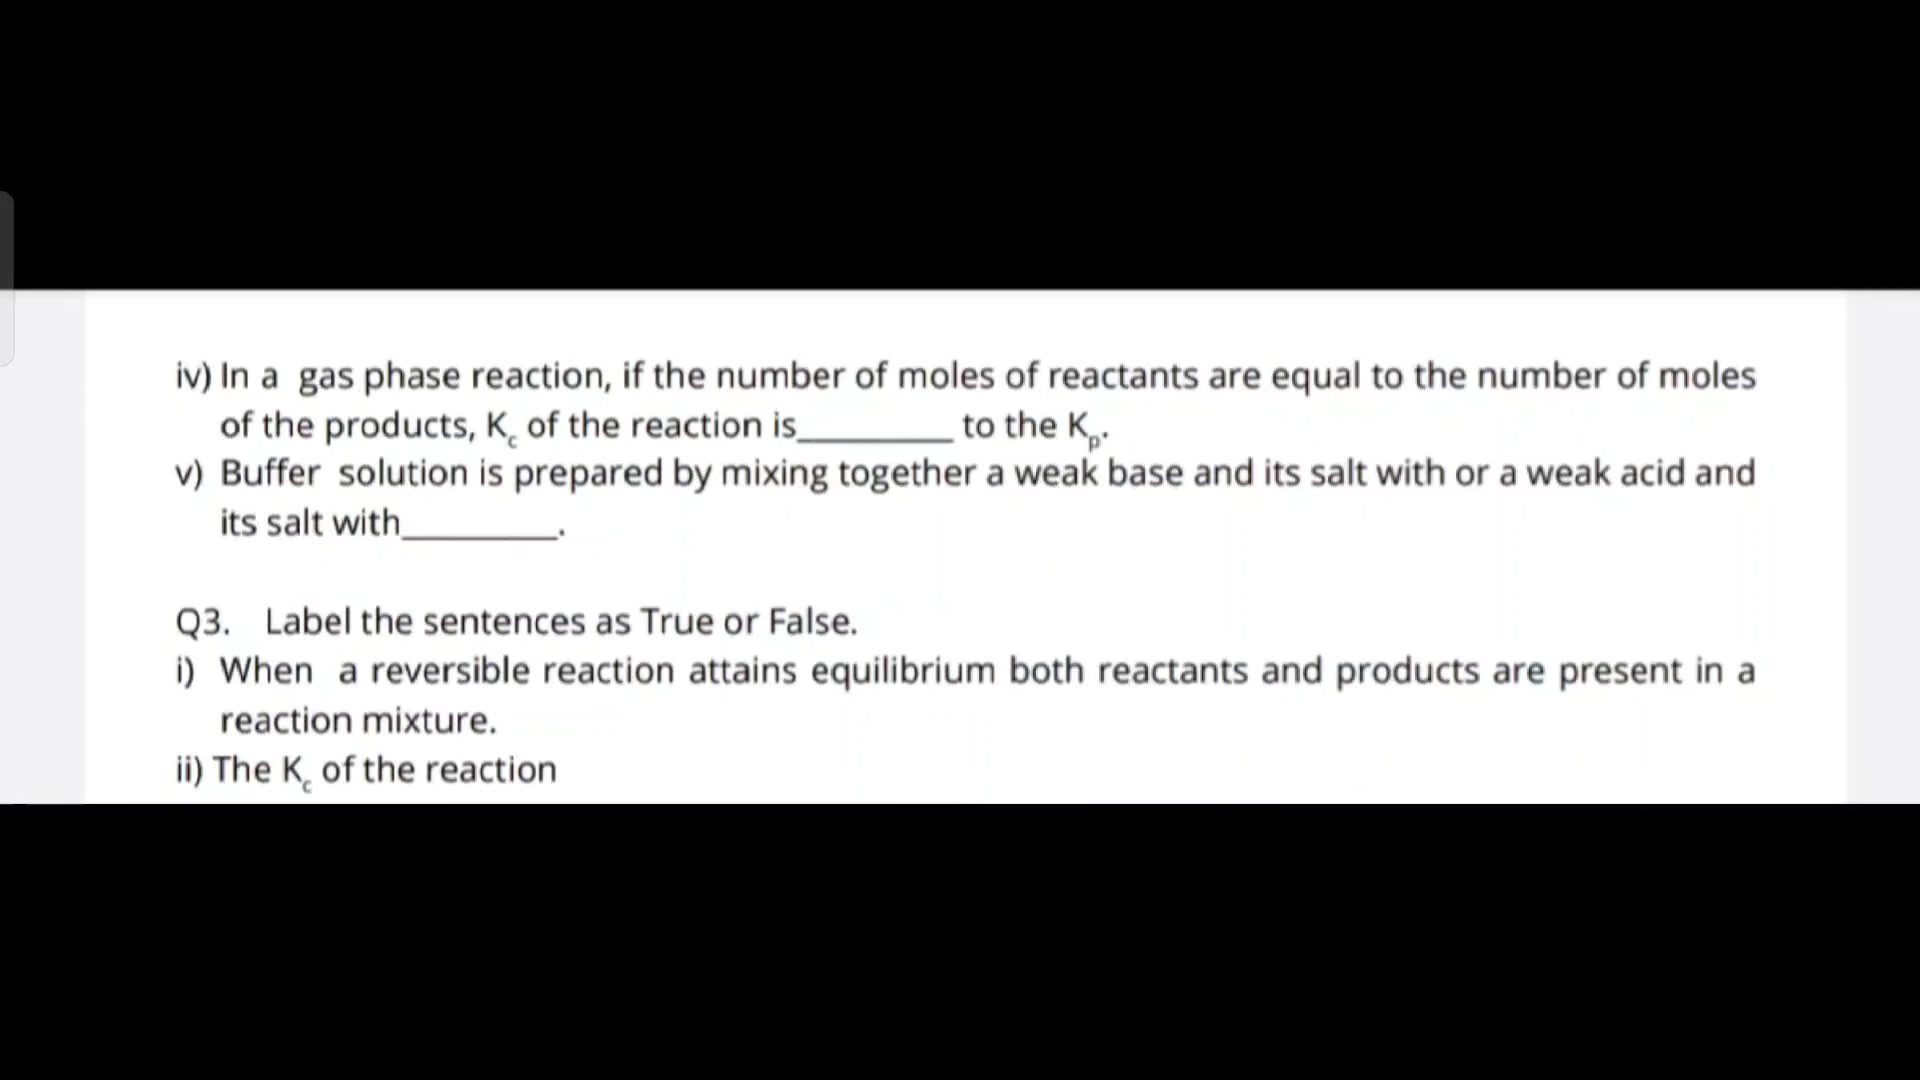 iv) In a gas phase reaction, if the number of moles of reactants are equal to the number of moles
of the products, Kc of the reaction is_________ to the Kp.
v) Buffer solution is prepared by mixing together a weak base and its salt with or a weak acid and
its salt with_________.
Q3. Label the sentences as True or False.
i) When a reversible reaction attains equilibrium both reactants and products are present in a
reaction mixture.
ii) The Kc of the reaction